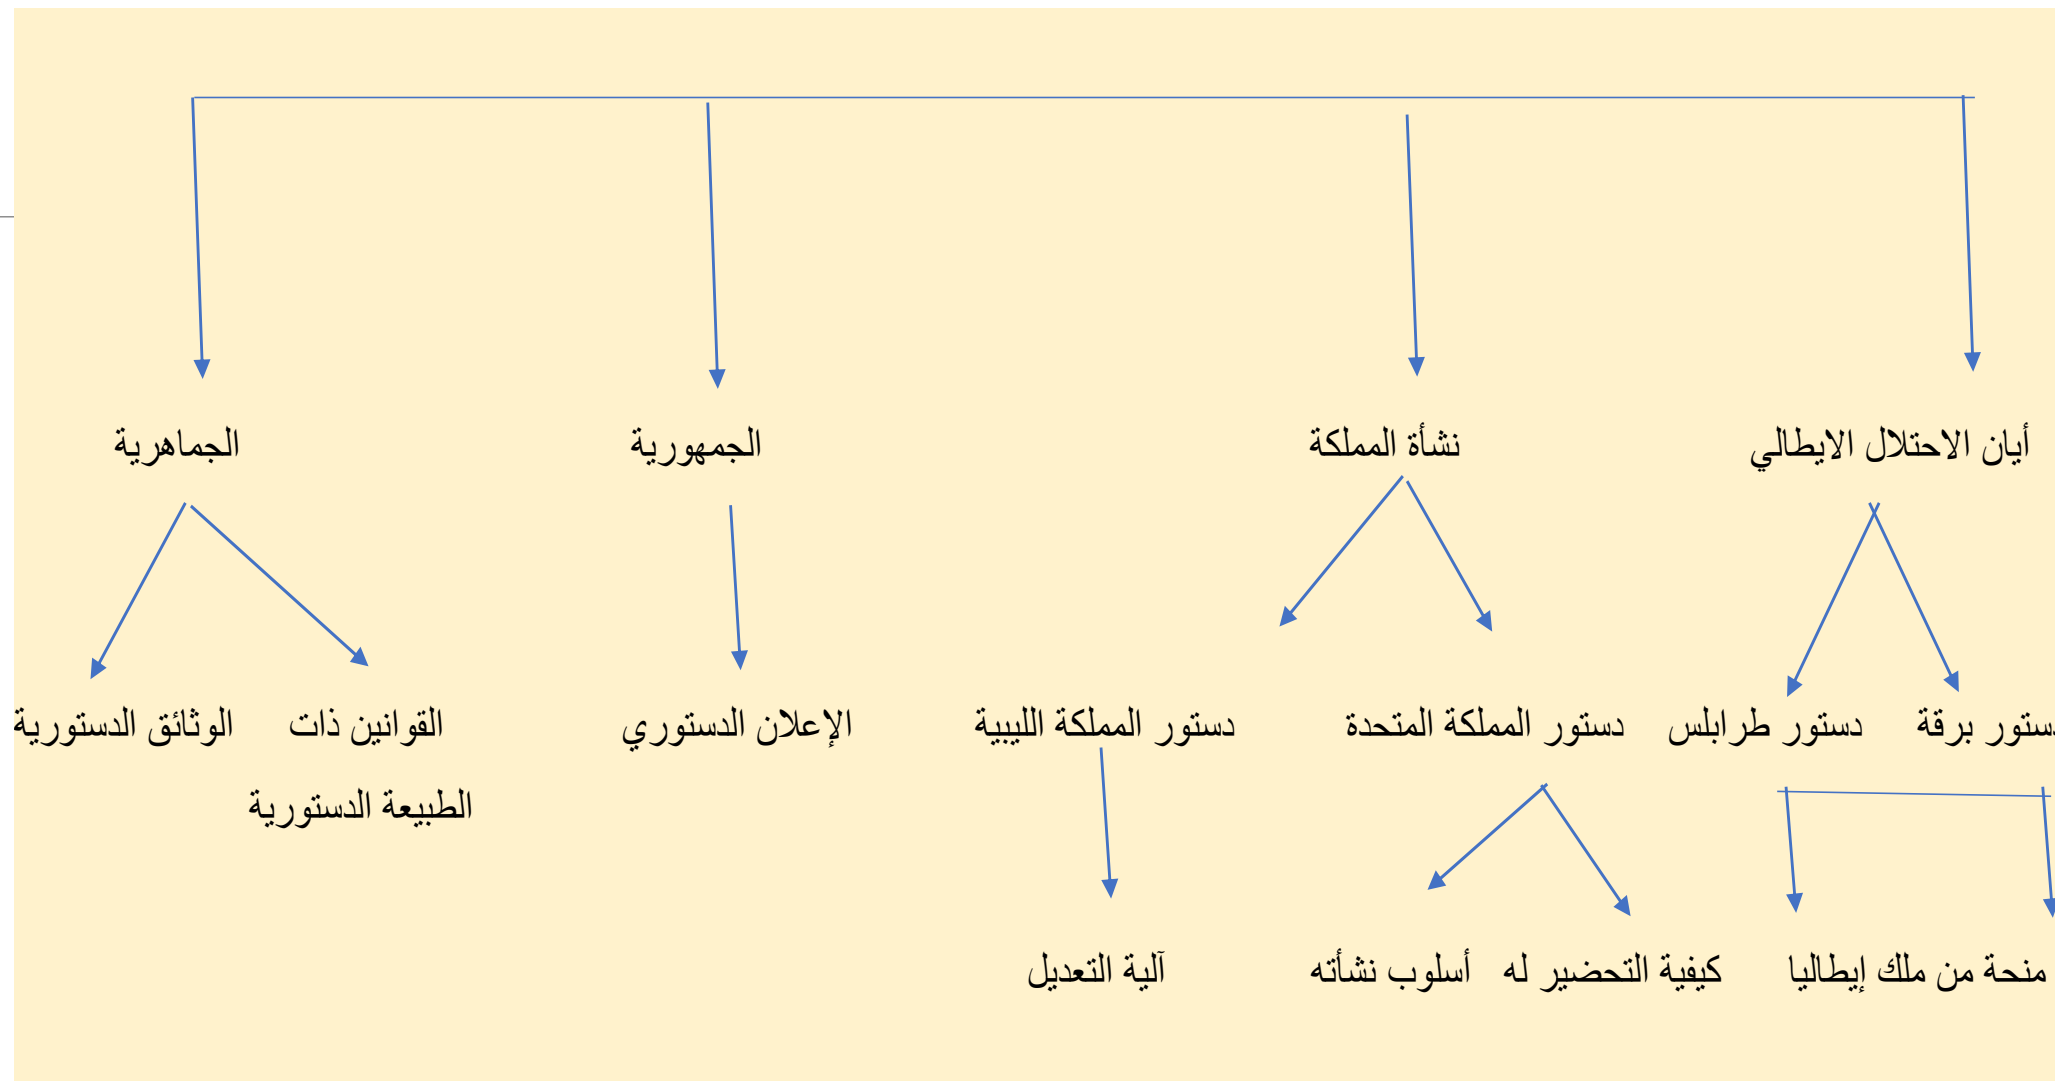 أيان الاحتلال الايطالي نشأة المملكة الجمهورية الجماهرية
دستور برقة دستور طرابلس دستور المملكة المتحدة دستور المملكة الليبية الإعلان الدستوري القوانين ذات الوثائق الدستورية
الطبيعة الدستورية
منحة من ملك إيطاليا كيفية التحضير له أسلوب نشأته آلية التعديل